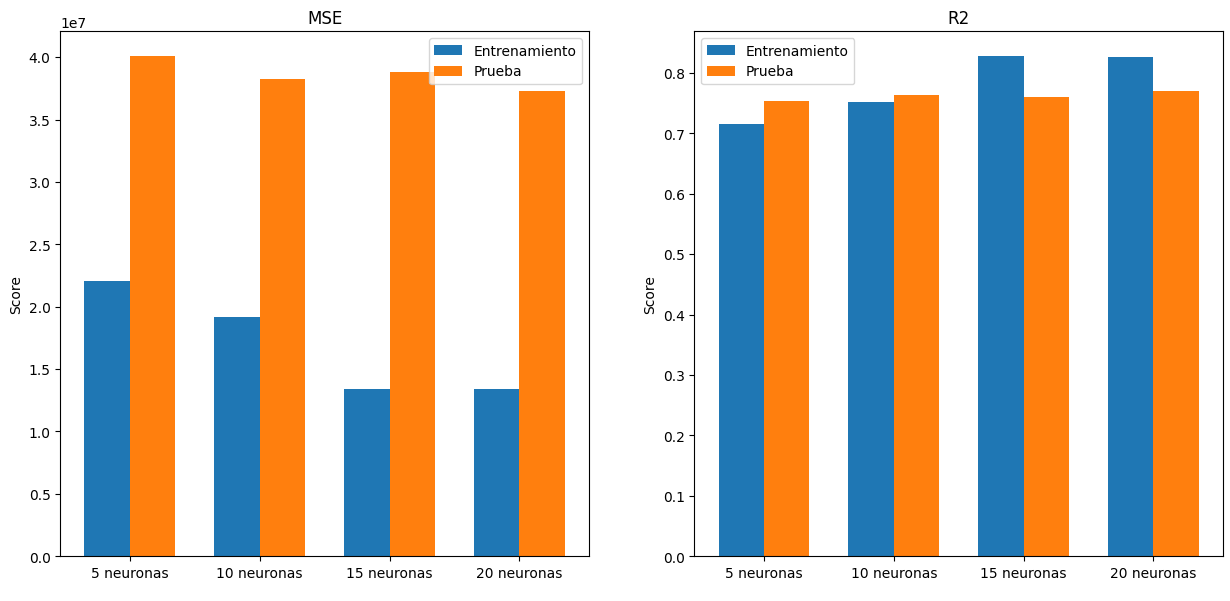 MSE
1e7
4.0
3.5
3.0
2.5
2.0
1.5
1.0
0.5
0.0
Score
Entrenamiento
Prueba
5 neuronas
10 neuronas
15 neuronas
20 neuronas
R2
0.8
0.7
0.6
0.5
0.4
0.3
0.2
0.1
0.0
Score
Entrenamiento
Prueba
5 neuronas
10 neuronas
15 neuronas
20 neuronas